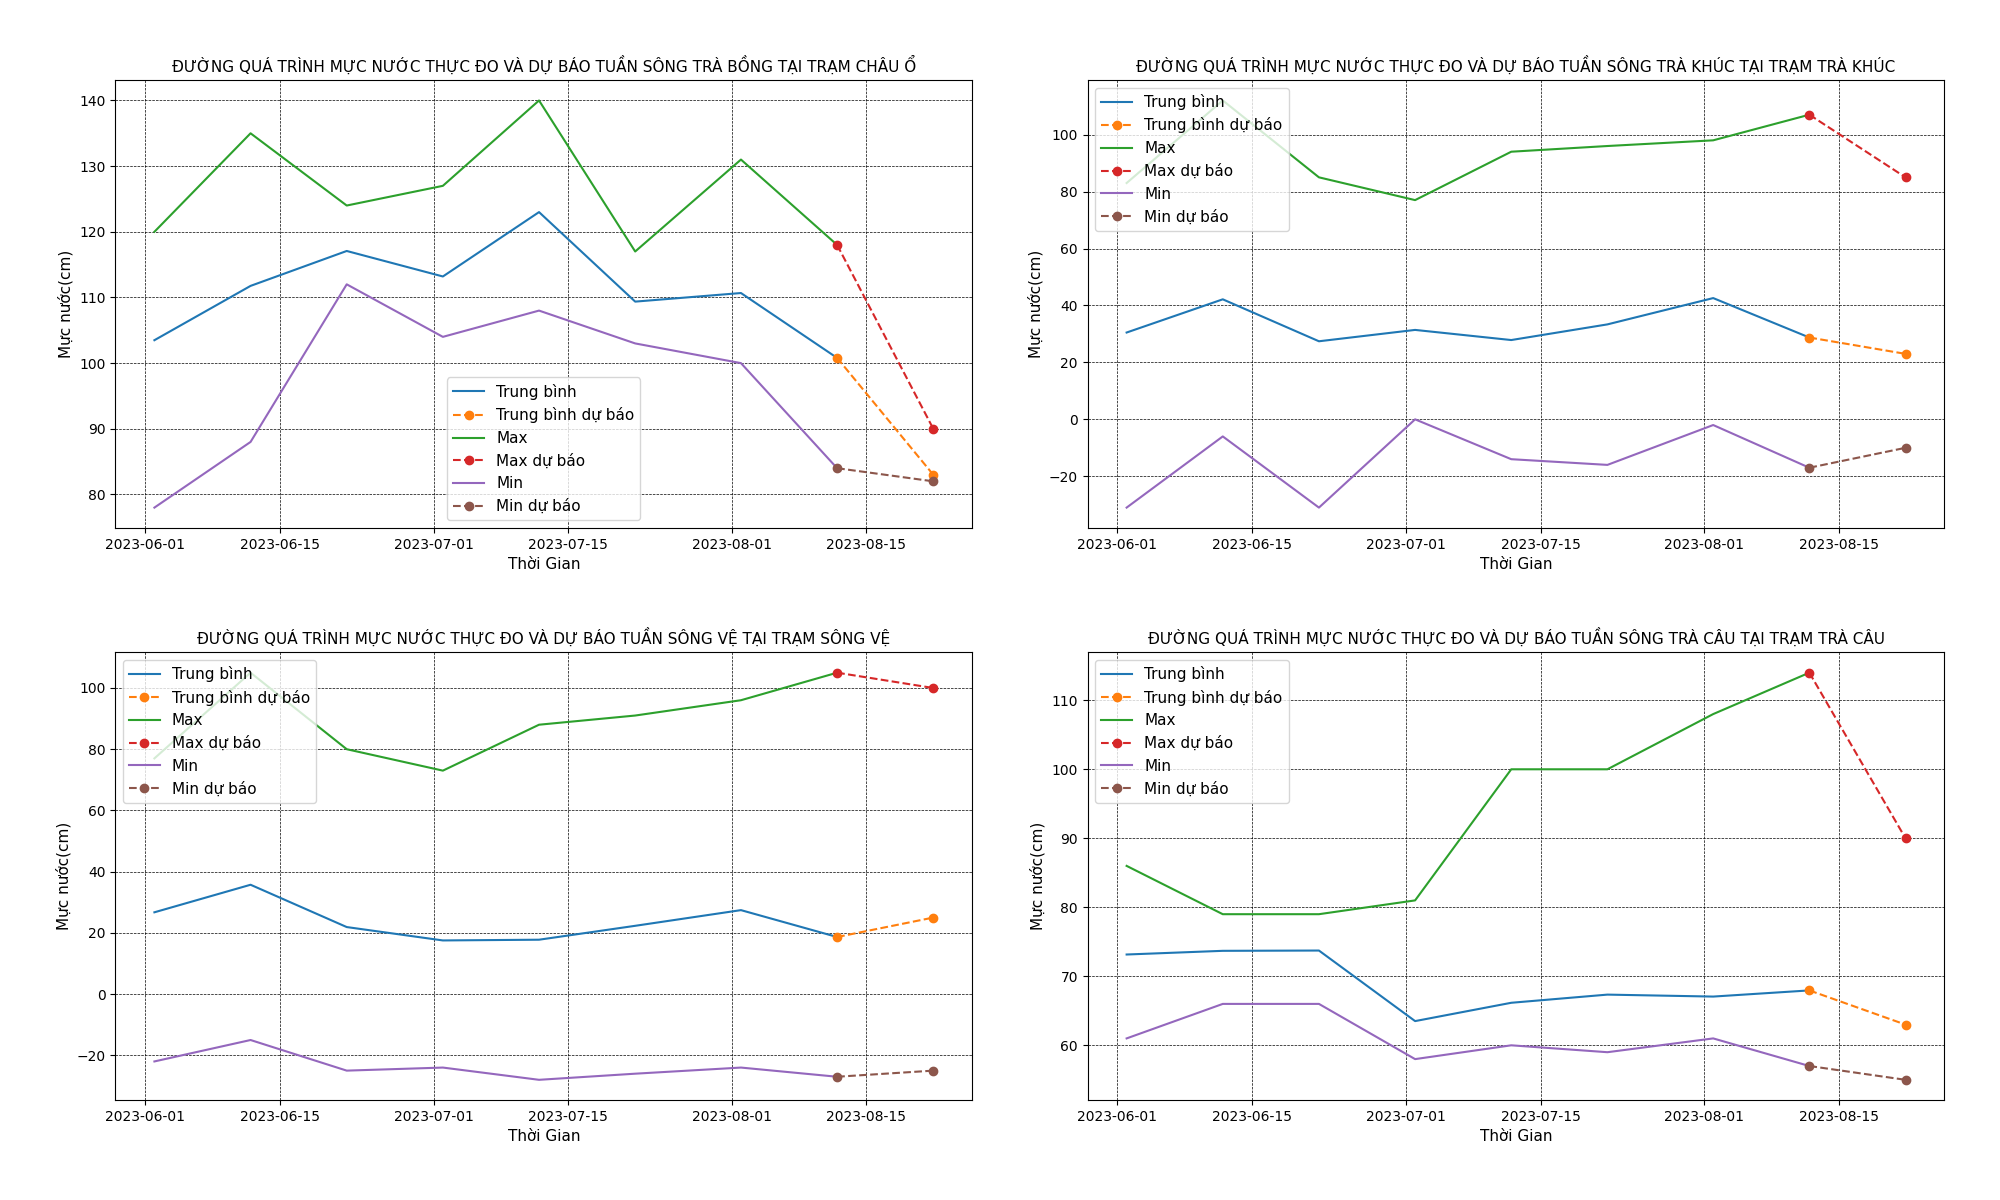 ĐƯỜNG QUÁ TRÌNH MỰC NƯỚC THỰC ĐO VÀ DỰ BÁO TUẦN SÔNG TRÀ BỒNG TẠI TRẠM CHÂU Ổ
140
130
120
110
100
90
80
Mực nước(cm)
Trung bình
Trung bình dự báo
Max
Max dự báo
Min
Min dự báo
2023-06-01 2023-06-15 2023-07-01 2023-07-15 2023-08-01 2023-08-15
Thời Gian
ĐƯỜNG QUÁ TRÌNH MỰC NƯỚC THỰC ĐO VÀ DỰ BÁO TUẦN SÔNG TRÀ KHÚC TẠI TRẠM TRÀ KHÚC
Trung bình
Trung bình dự báo
Max
Max dự báo
Min
Min dự báo
100
80
60
40
20
0
−20
Mực nước(cm)
2023-06-01 2023-06-15 2023-07-01 2023-07-15 2023-08-01 2023-08-15
Thời Gian
ĐƯỜNG QUÁ TRÌNH MỰC NƯỚC THỰC ĐO VÀ DỰ BÁO TUẦN SÔNG VỆ TẠI TRẠM SÔNG VỆ
Trung bình
Trung bình dự báo
Max
Max dự báo
Min
Min dự báo
100
80
60
40
20
0
−20
Mực nước(cm)
2023-06-01 2023-06-15 2023-07-01 2023-07-15 2023-08-01 2023-08-15
Thời Gian
ĐƯỜNG QUÁ TRÌNH MỰC NƯỚC THỰC ĐO VÀ DỰ BÁO TUẦN SÔNG TRÀ CÂU TẠI TRẠM TRÀ CÂU
Trung bình
Trung bình dự báo
Max
Max dự báo
Min
Min dự báo
110
100
90
80
70
60
Mực nước(cm)
2023-06-01 2023-06-15 2023-07-01 2023-07-15 2023-08-01 2023-08-15
Thời Gian